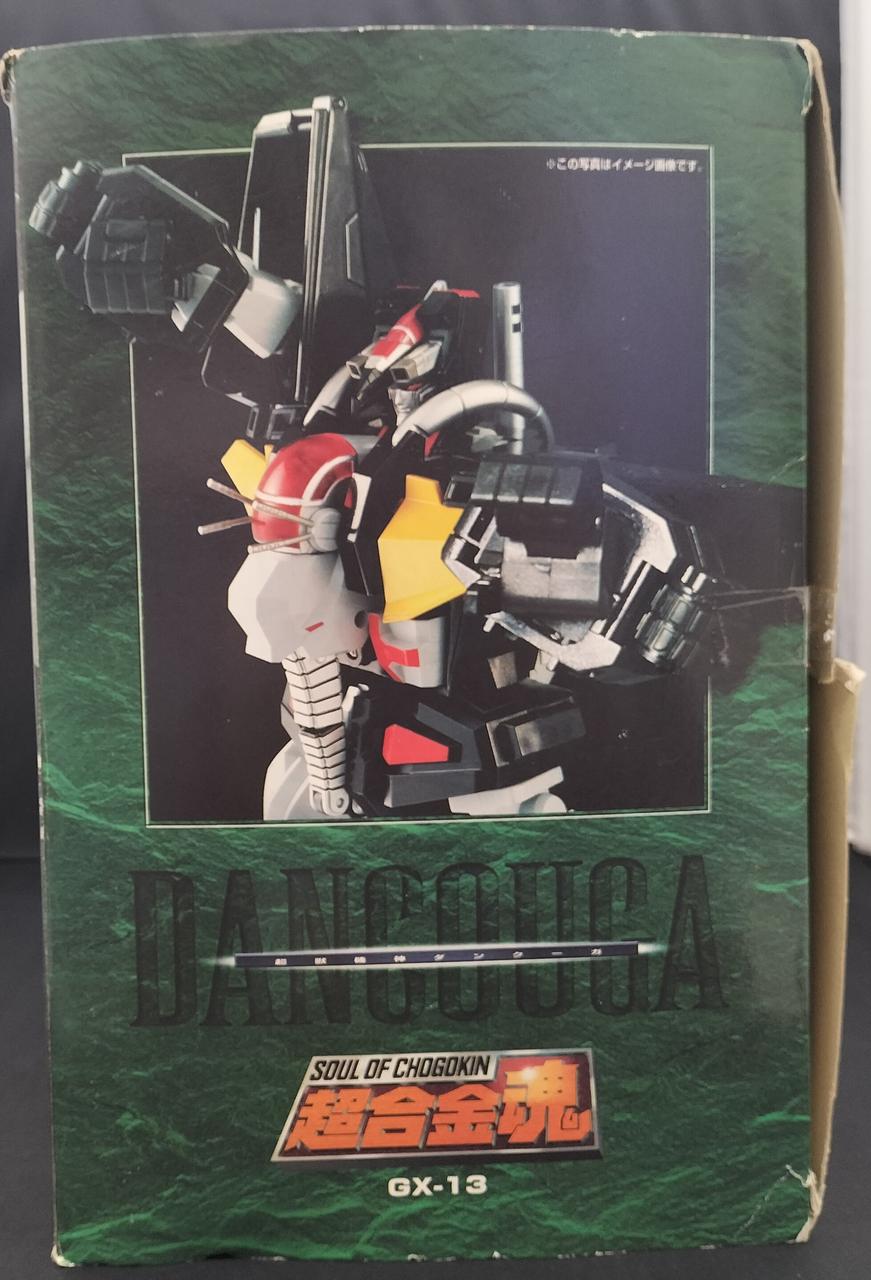 ※この写真はイメージ画像です。
DANCOUGA
超獣機神ダンクーガ
SOUL OF CHOGOKIN
超合金魂
GX-13